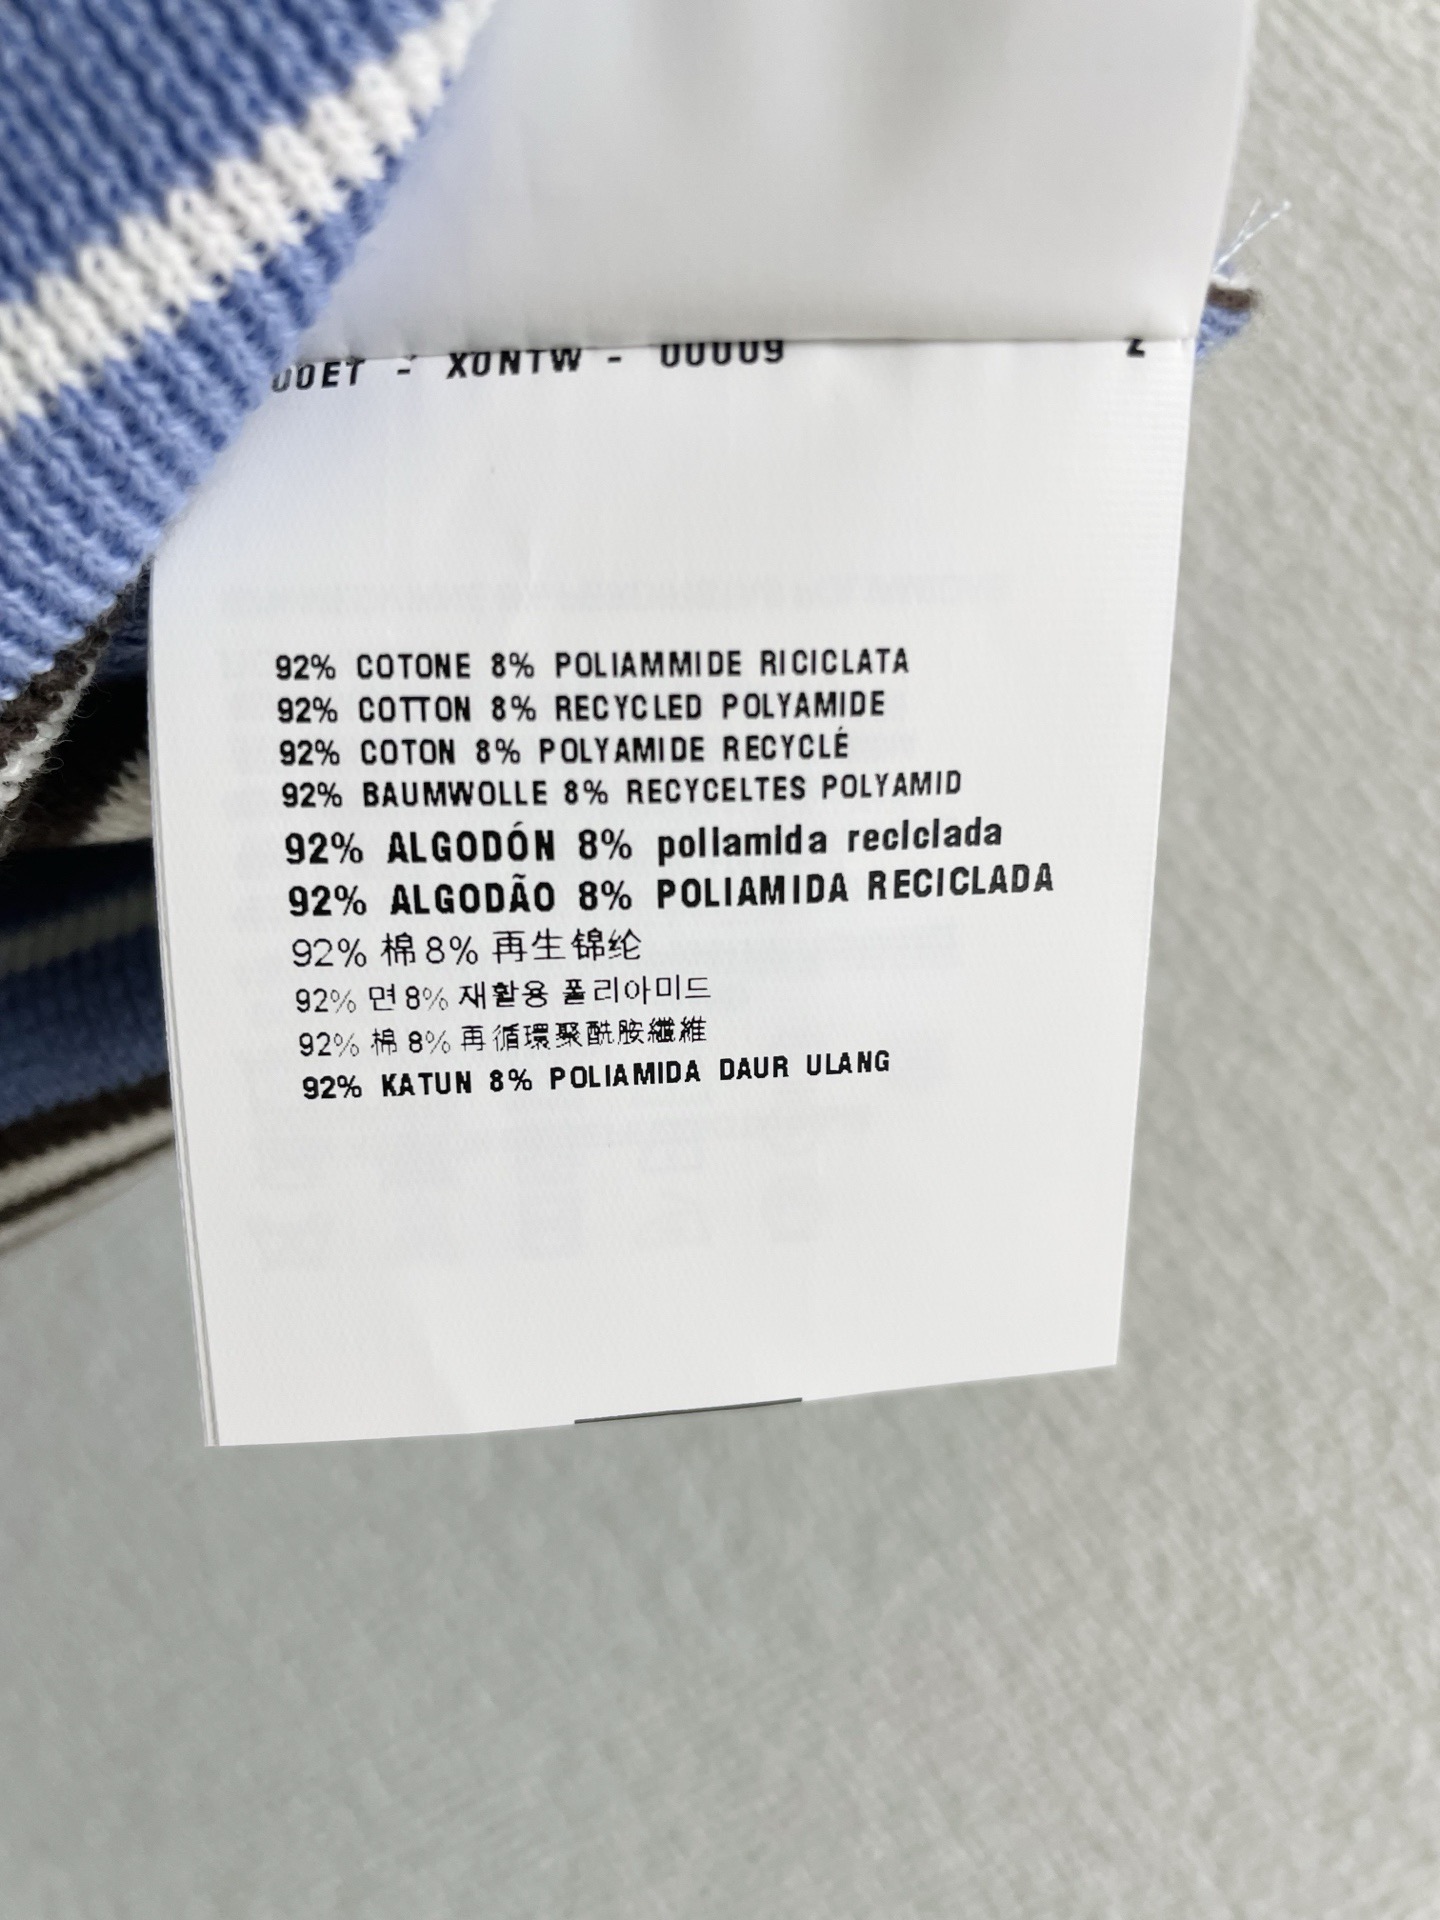 XONTW - 00009 2
92% COTONE 8% POLIAMMIDE RICICLATA
92% COTTON 8% RECYCLED POLYAMIDE
92% COTON 8% POLYAMIDE RECYCLÉ
92% BAUMWOLLE 8% RECYCELTES POLYAMID
92% ALGODÓN 8% poliamida reciclada
92% ALGODÃO 8% POLIAMIDA RECICLADA
92% 棉 8% 再生锦纶
92% 면 8% 재활용 폴리아미드
92% 棉 8% 再循環聚酰胺纖維
92% KATUN 8% POLIAMIDA DAUR ULANG